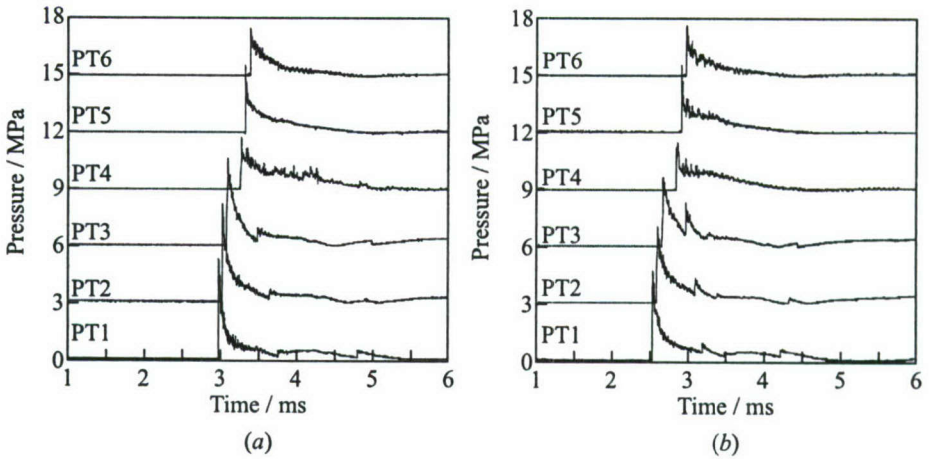 18
15
12
9
6
3
0
Pressure / MPa
PT6
PT5
PT4
PT3
PT2
PT1
1
2
3
4
5
6
Time / ms
(a)
18
15
12
9
6
3
0
Pressure / MPa
PT6
PT5
PT4
PT3
PT2
PT1
1
2
3
4
5
6
Time / ms
(b)